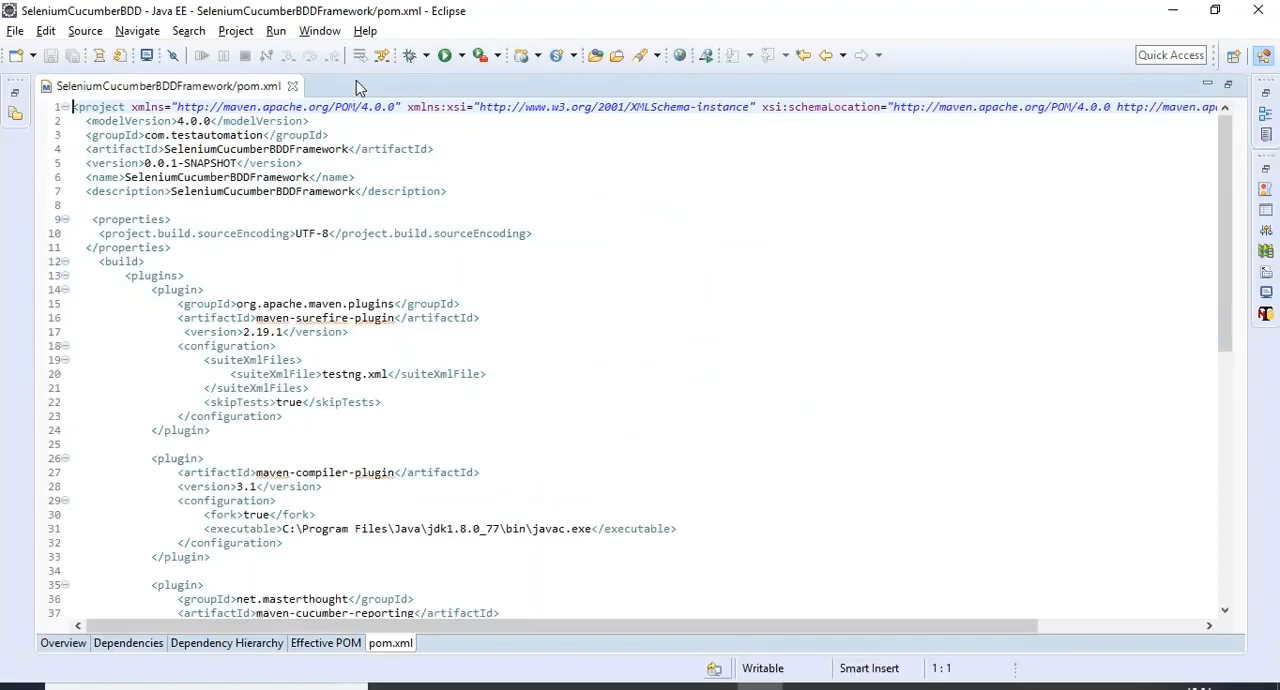 SeleniumCucumberBDD - Java EE - SeleniumCucumberBDDFramework/pom.xml - Eclipse
File Edit Source Navigate Search Project Run Window Help
Quick Access
SeleniumCucumberBDDFramework/pom.xml
1 <project xmlns="http://maven.apache.org/POM/4.0.0" xmlns:xsi="http://www.w3.org/2001/XMLSchema-instance" xsi:schemaLocation="http://maven.apache.org/POM/4.0.0 http://maven.ap
2 <modelVersion>4.0.0</modelVersion>
3 <groupId>com.testautomation</groupId>
4 <artifactId>SeleniumCucumberBDDFramework</artifactId>
5 <version>0.0.1-SNAPSHOT</version>
6 <name>SeleniumCucumberBDDFramework</name>
7 <description>SeleniumCucumberBDDFramework</description>
8
9 <properties>
10 <project.build.sourceEncoding>UTF-8</project.build.sourceEncoding>
11 </properties>
12 <build>
13 <plugins>
14 <plugin>
15 <groupId>org.apache.maven.plugins</groupId>
16 <artifactId>maven-surefire-plugin</artifactId>
17 <version>2.19.1</version>
18 <configuration>
19 <suiteXmlFiles>
20 <suiteXmlFile>testng.xml</suiteXmlFile>
21 </suiteXmlFiles>
22 <skipTests>true</skipTests>
23 </configuration>
24 </plugin>
25
26 <plugin>
27 <artifactId>maven-compiler-plugin</artifactId>
28 <version>3.1</version>
29 <configuration>
30 <fork>true</fork>
31 <executable>C:\Program Files\Java\jdk1.8.0_77\bin\javac.exe</executable>
32 </configuration>
33 </plugin>
34
35 <plugin>
36 <groupId>net.masterthought</groupId>
37 <artifactId>maven-cucumber-reporting</artifactId>
Overview Dependencies Dependency Hierarchy Effective POM pom.xml
Writable Smart Insert 1 : 1